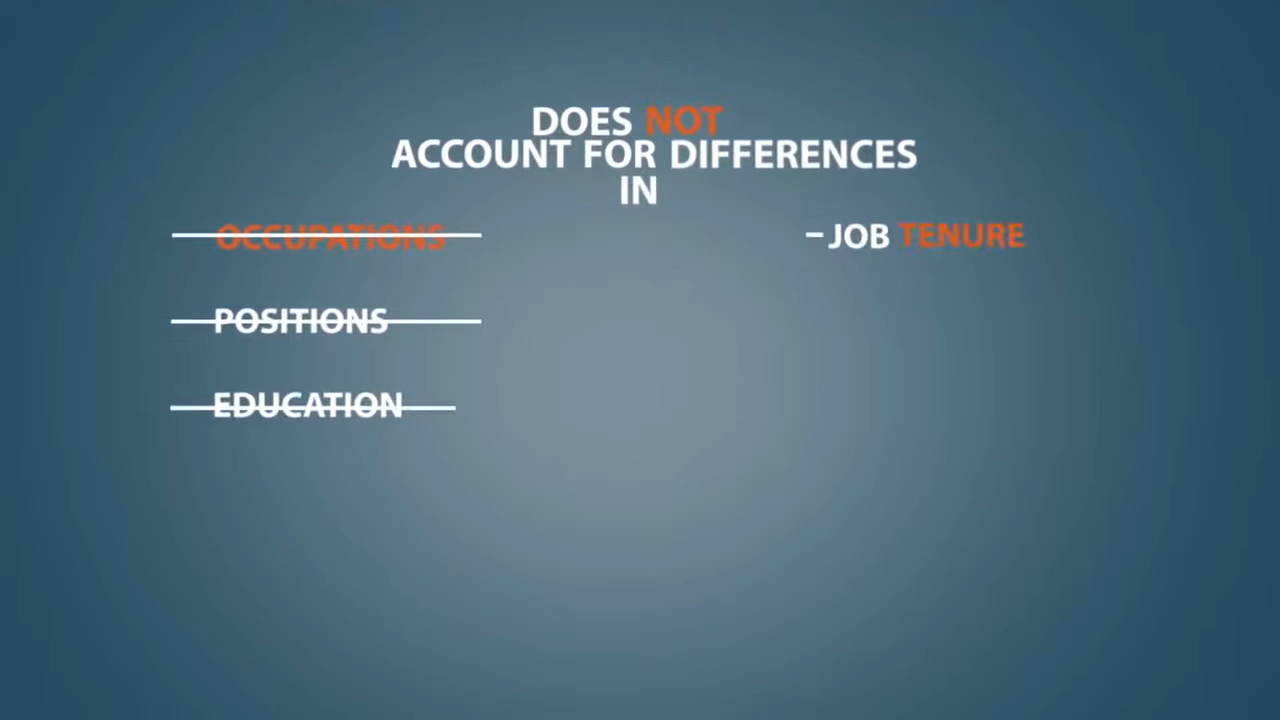 DOES NOT
ACCOUNT FOR DIFFERENCES
IN
OCCUPATIONS
POSITIONS
EDUCATION
–JOB TENURE